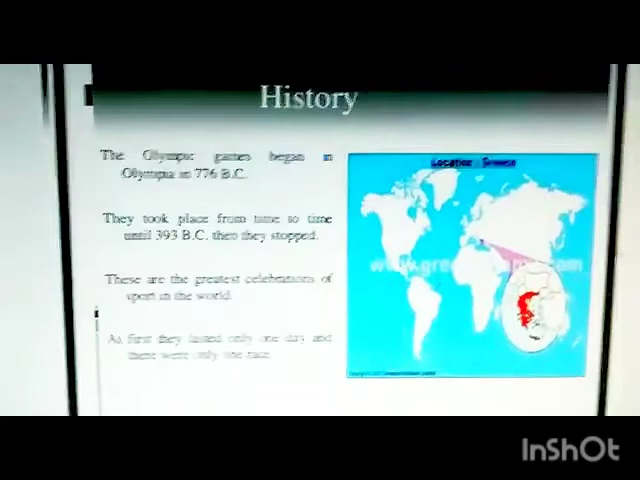 History
The Olympic games began in
Olympia in 776 B.C.
Location : Greece
They took place from time to time
until 393 B.C. then they stopped.
These are the greatest celebrations of
sport in the world.
As first they lasted only one day and
there were only one race
InShOt